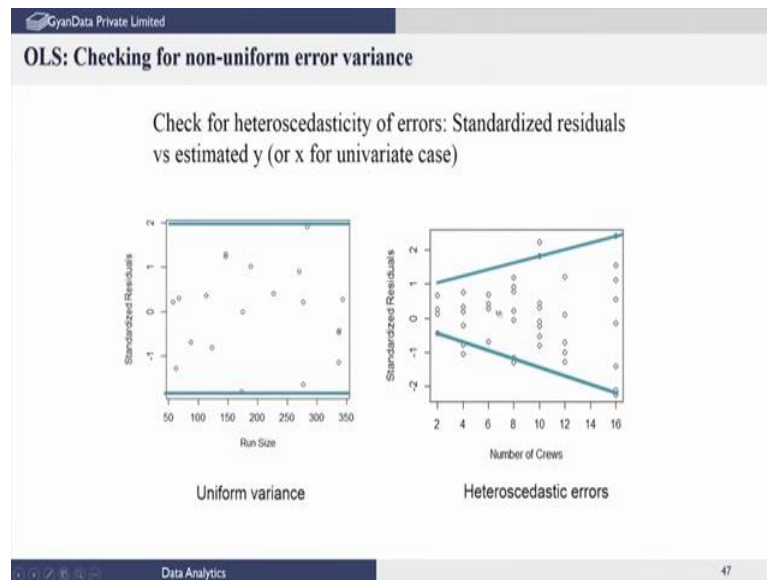 GyanData Private Limited
OLS: Checking for non-uniform error variance
Check for heteroscedasticity of errors: Standardized residuals
vs estimated y (or x for univariate case)
Standardized Residuals
2
1
0
-1
50 100 150 200 250 300 350
Run Size
Uniform variance
Standardized Residuals
2
1
0
-1
-2
2 4 6 8 10 12 14 16
Number of Crews
Heteroscedastic errors
Data Analytics
47